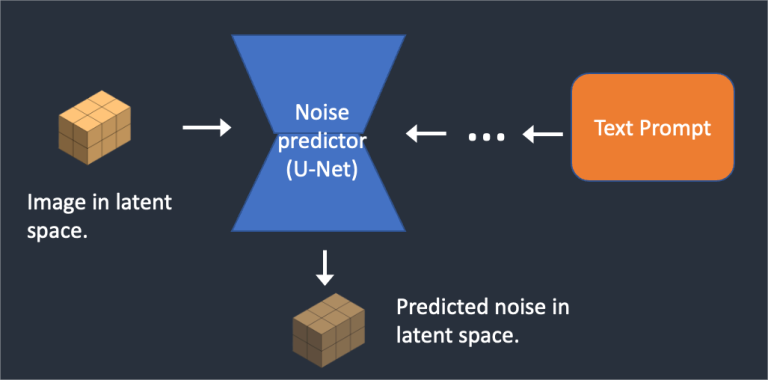 Noise
predictor
(U-Net)
Text Prompt
Image in latent
space.
Predicted noise in
latent space.